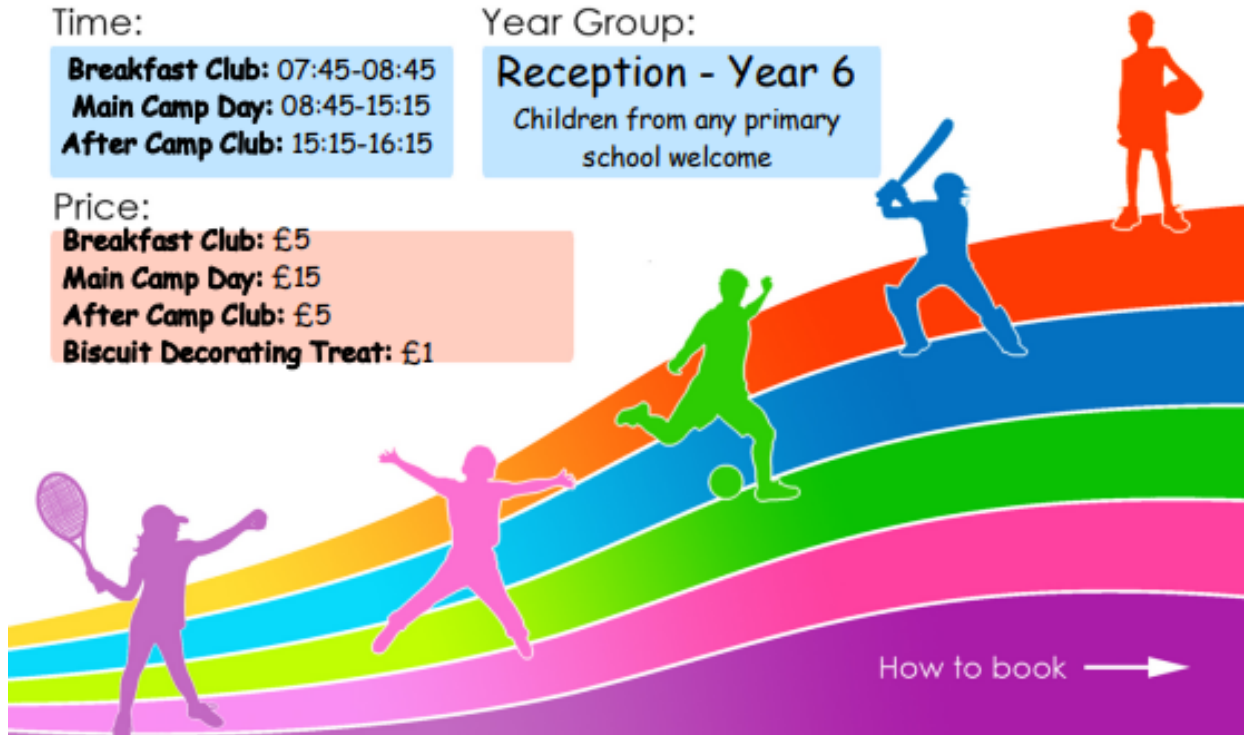 Time:
Breakfast Club: 07:45-08:45
Main Camp Day: 08:45-15:15
After Camp Club: 15:15-16:15
Year Group:
Reception - Year 6
Children from any primary
school welcome
Price:
Breakfast Club: £5
Main Camp Day: £15
After Camp Club: £5
Biscuit Decorating Treat: £1
How to book